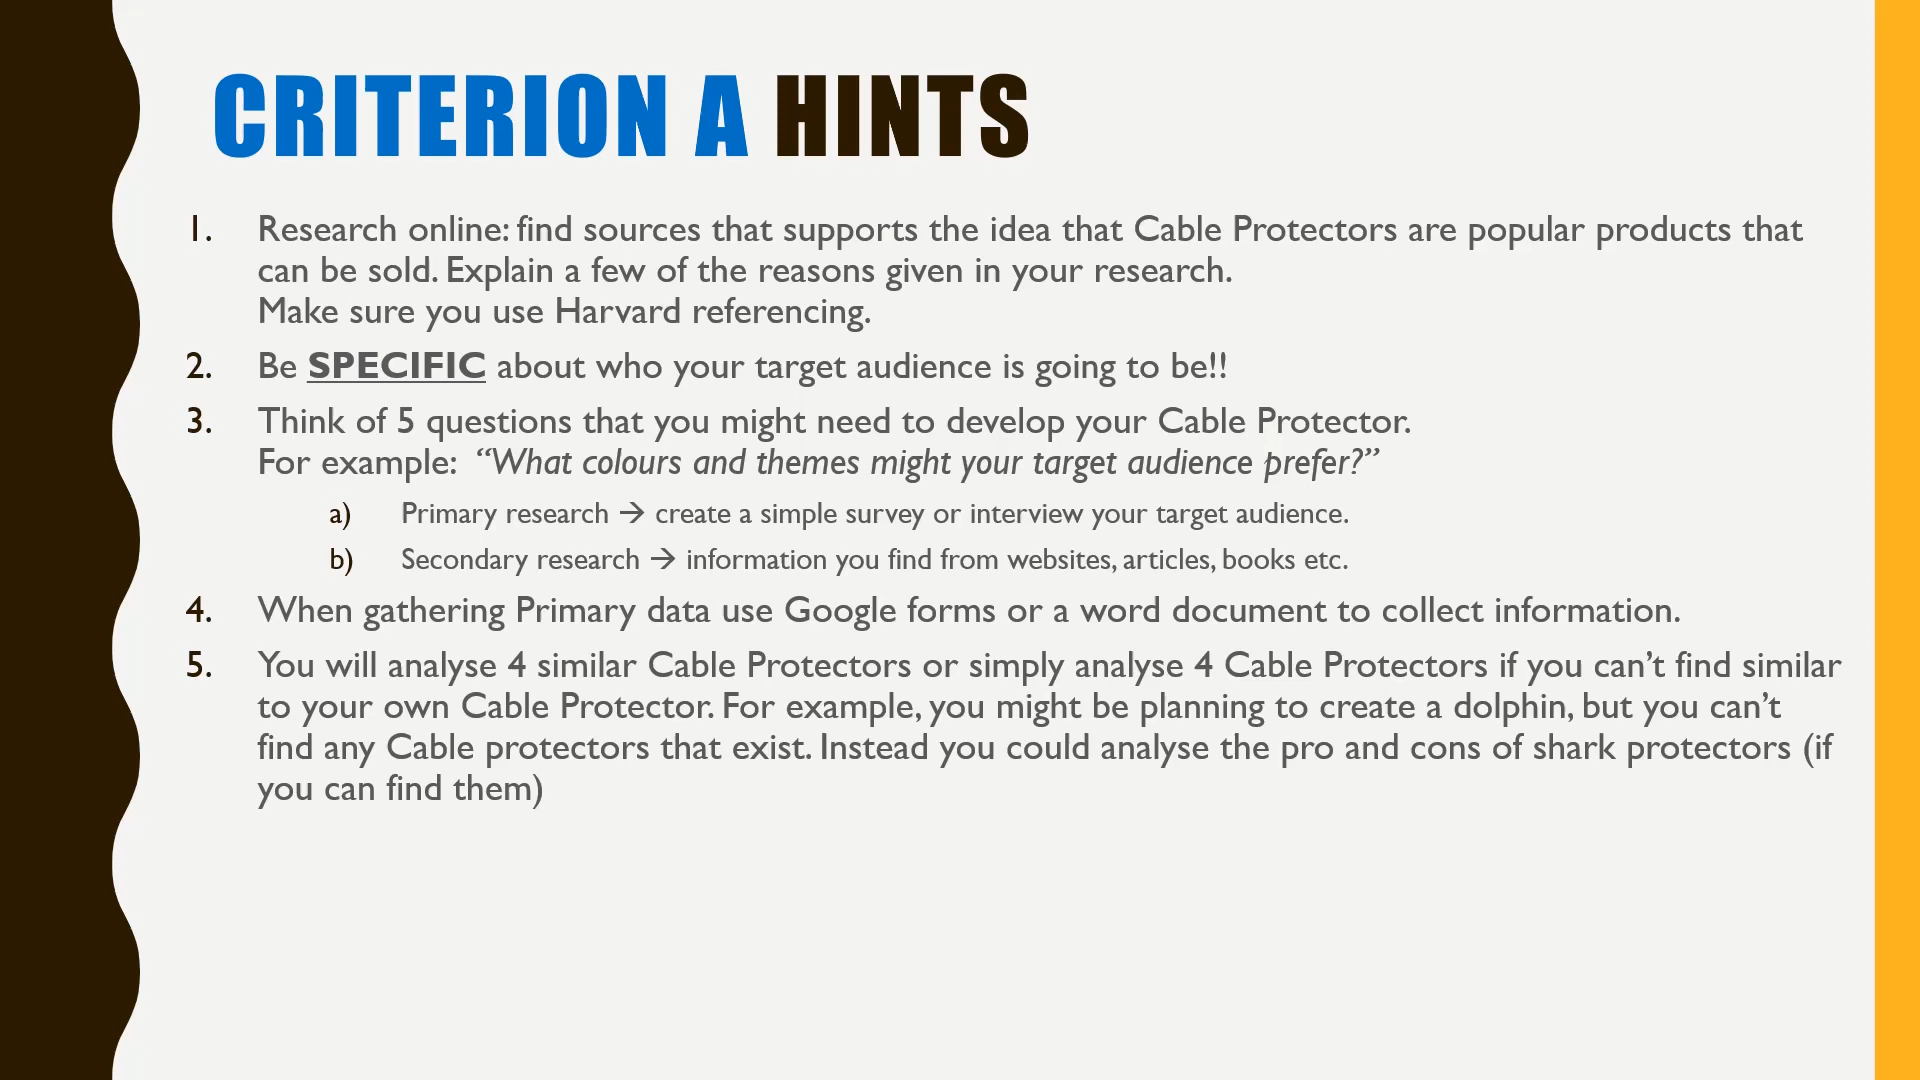 CRITERION A HINTS
1. Research online: find sources that supports the idea that Cable Protectors are popular products that
can be sold. Explain a few of the reasons given in your research.
Make sure you use Harvard referencing.
2. Be SPECIFIC about who your target audience is going to be!!
3. Think of 5 questions that you might need to develop your Cable Protector.
For example: “What colours and themes might your target audience prefer?”
a) Primary research → create a simple survey or interview your target audience.
b) Secondary research → information you find from websites, articles, books etc.
4. When gathering Primary data use Google forms or a word document to collect information.
5. You will analyse 4 similar Cable Protectors or simply analyse 4 Cable Protectors if you can’t find similar
to your own Cable Protector. For example, you might be planning to create a dolphin, but you can’t
find any Cable protectors that exist. Instead you could analyse the pro and cons of shark protectors (if
you can find them)